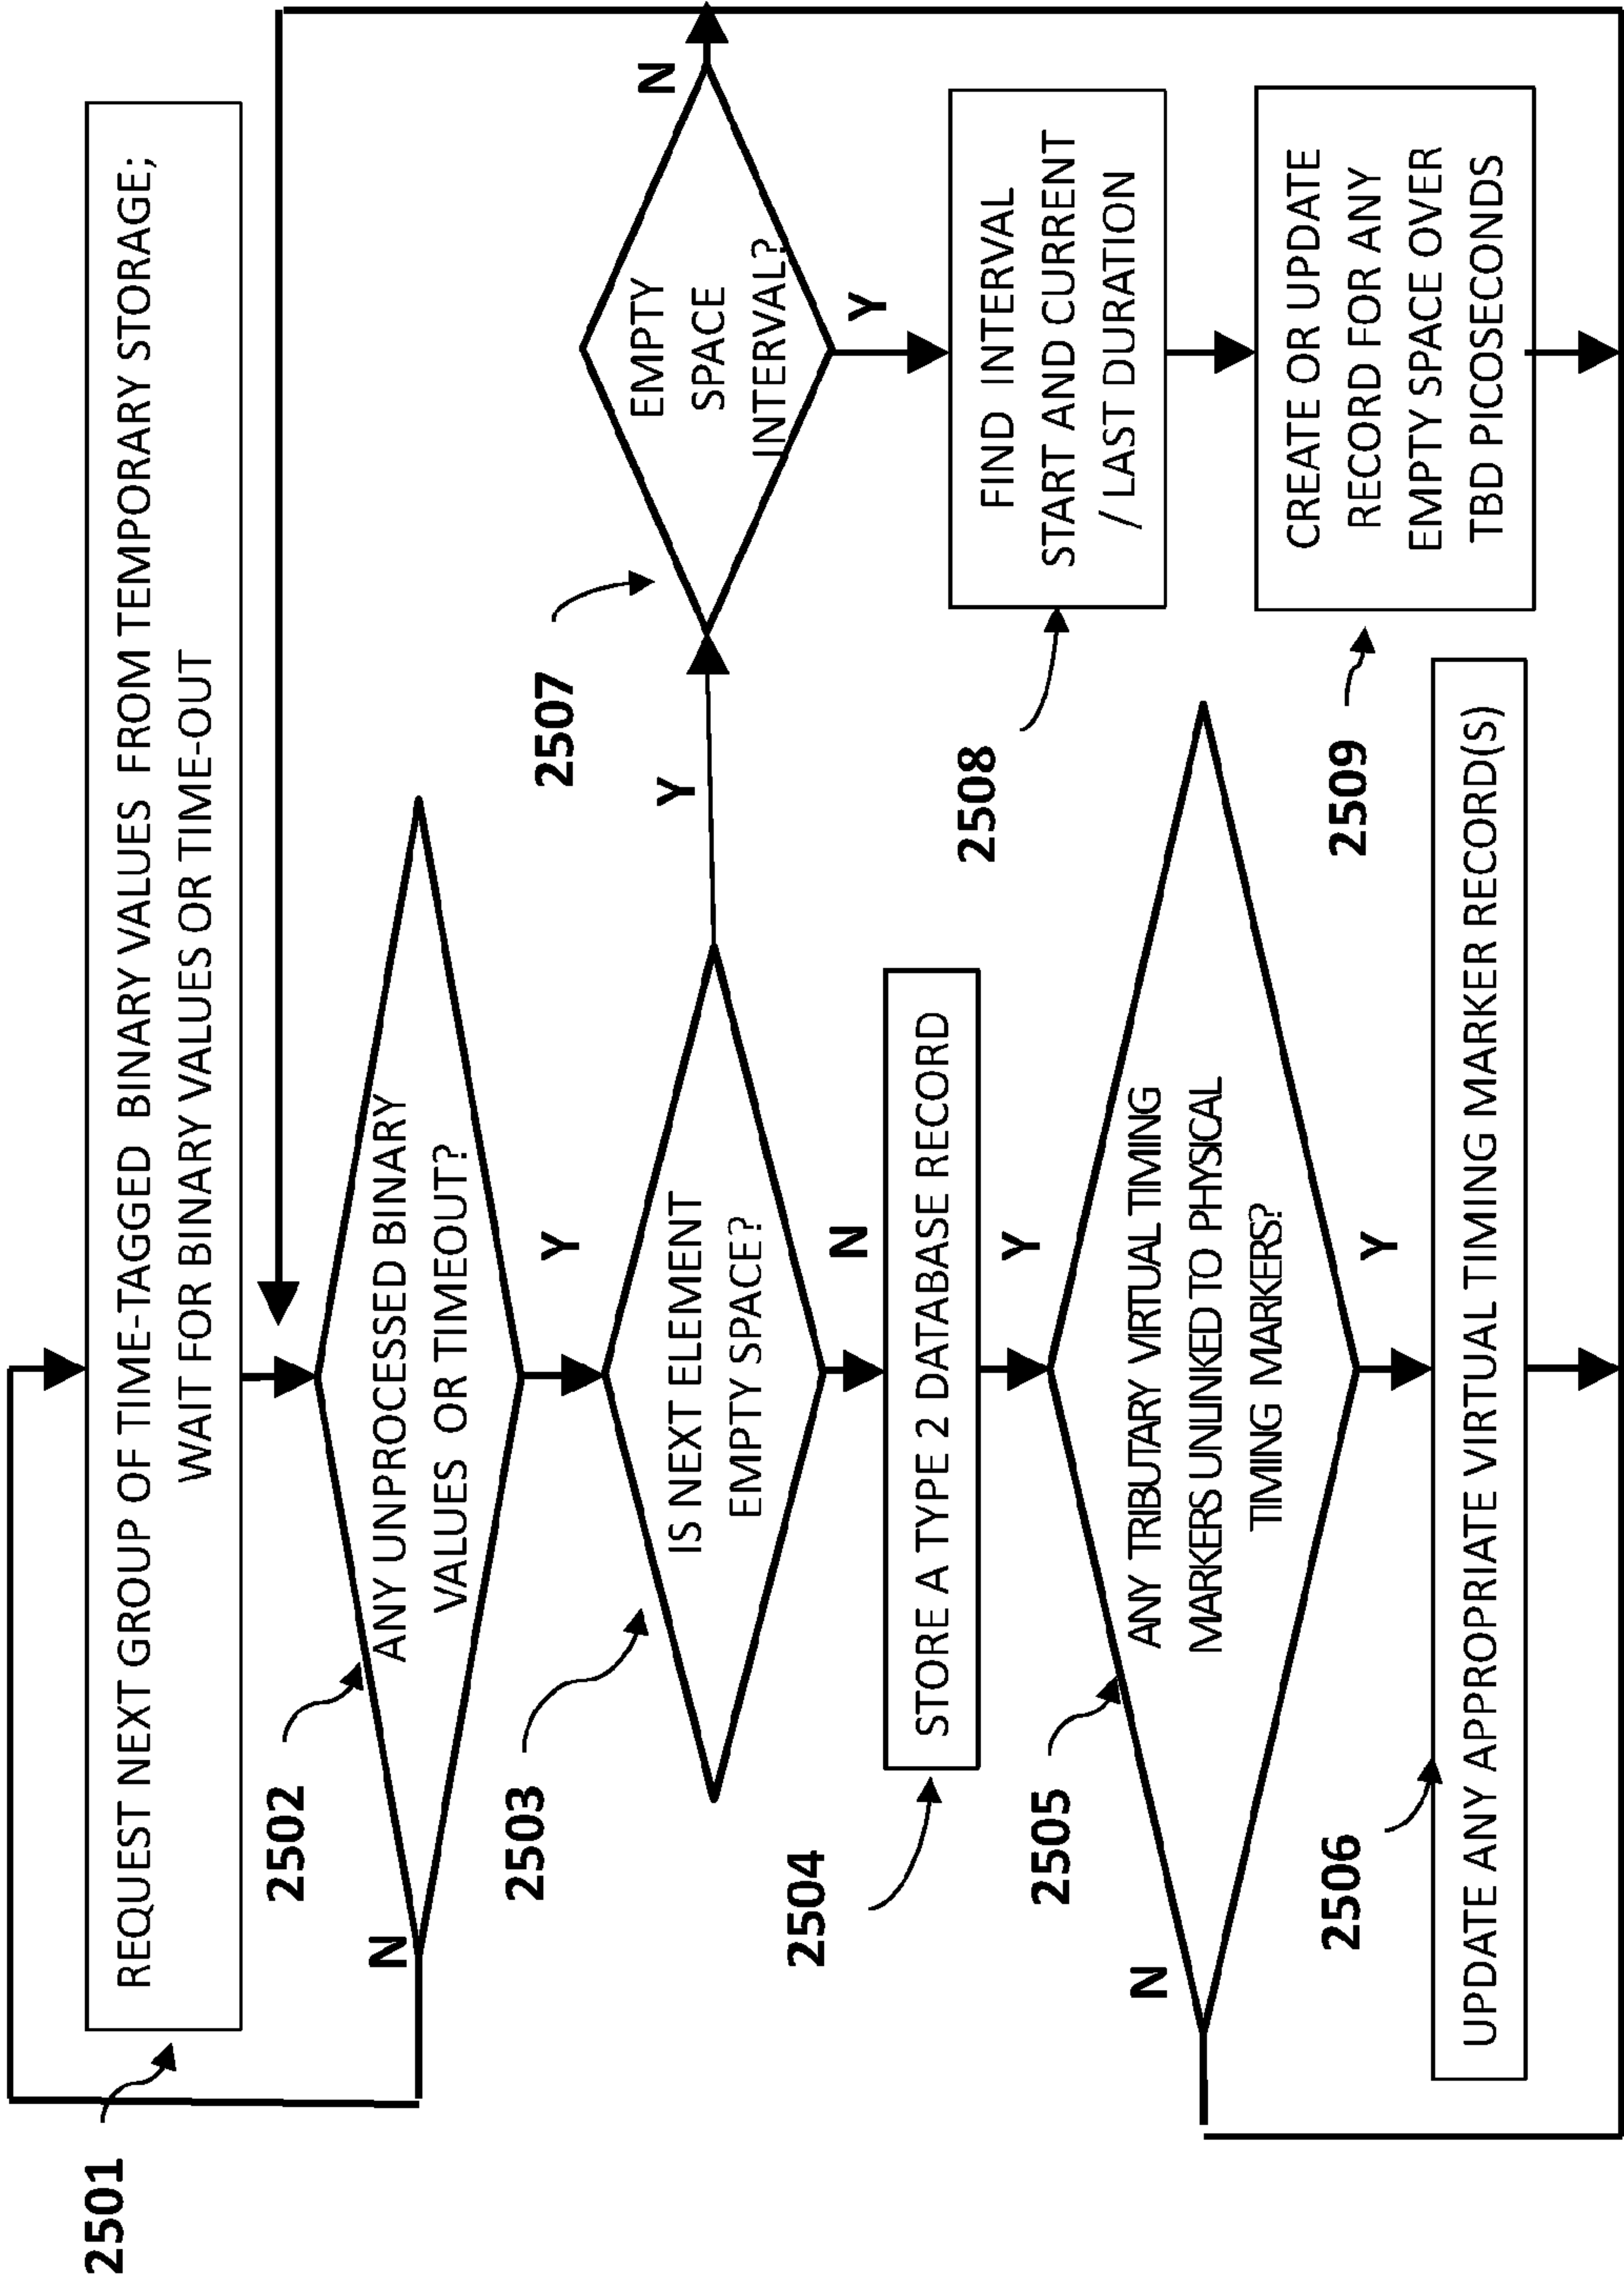 2501
REQUEST NEXT GROUP OF TIME-TAGGED BINARY VALUES FROM TEMPORARY STORAGE;
WAIT FOR BINARY VALUES OR TIME-OUT
2502
N
ANY UNPROCESSED BINARY
VALUES OR TIMEOUT?
Y
2503
IS NEXT ELEMENT
EMPTY SPACE?
Y
N
2504
STORE A TYPE 2 DATABASE RECORD
Y
2505
N
ANY TRIBUTARY VIRTUAL TIMING
MARKERS UNLINKED TO PHYSICAL
TIMING MARKERS?
Y
2506
UPDATE ANY APPROPRIATE VIRTUAL TIMING MARKER RECORD(S)
2507
EMPTY
SPACE
INTERVAL?
N
Y
2508
FIND INTERVAL
START AND CURRENT
/ LAST DURATION
2509
CREATE OR UPDATE
RECORD FOR ANY
EMPTY SPACE OVER
TBD PICOSECONDS